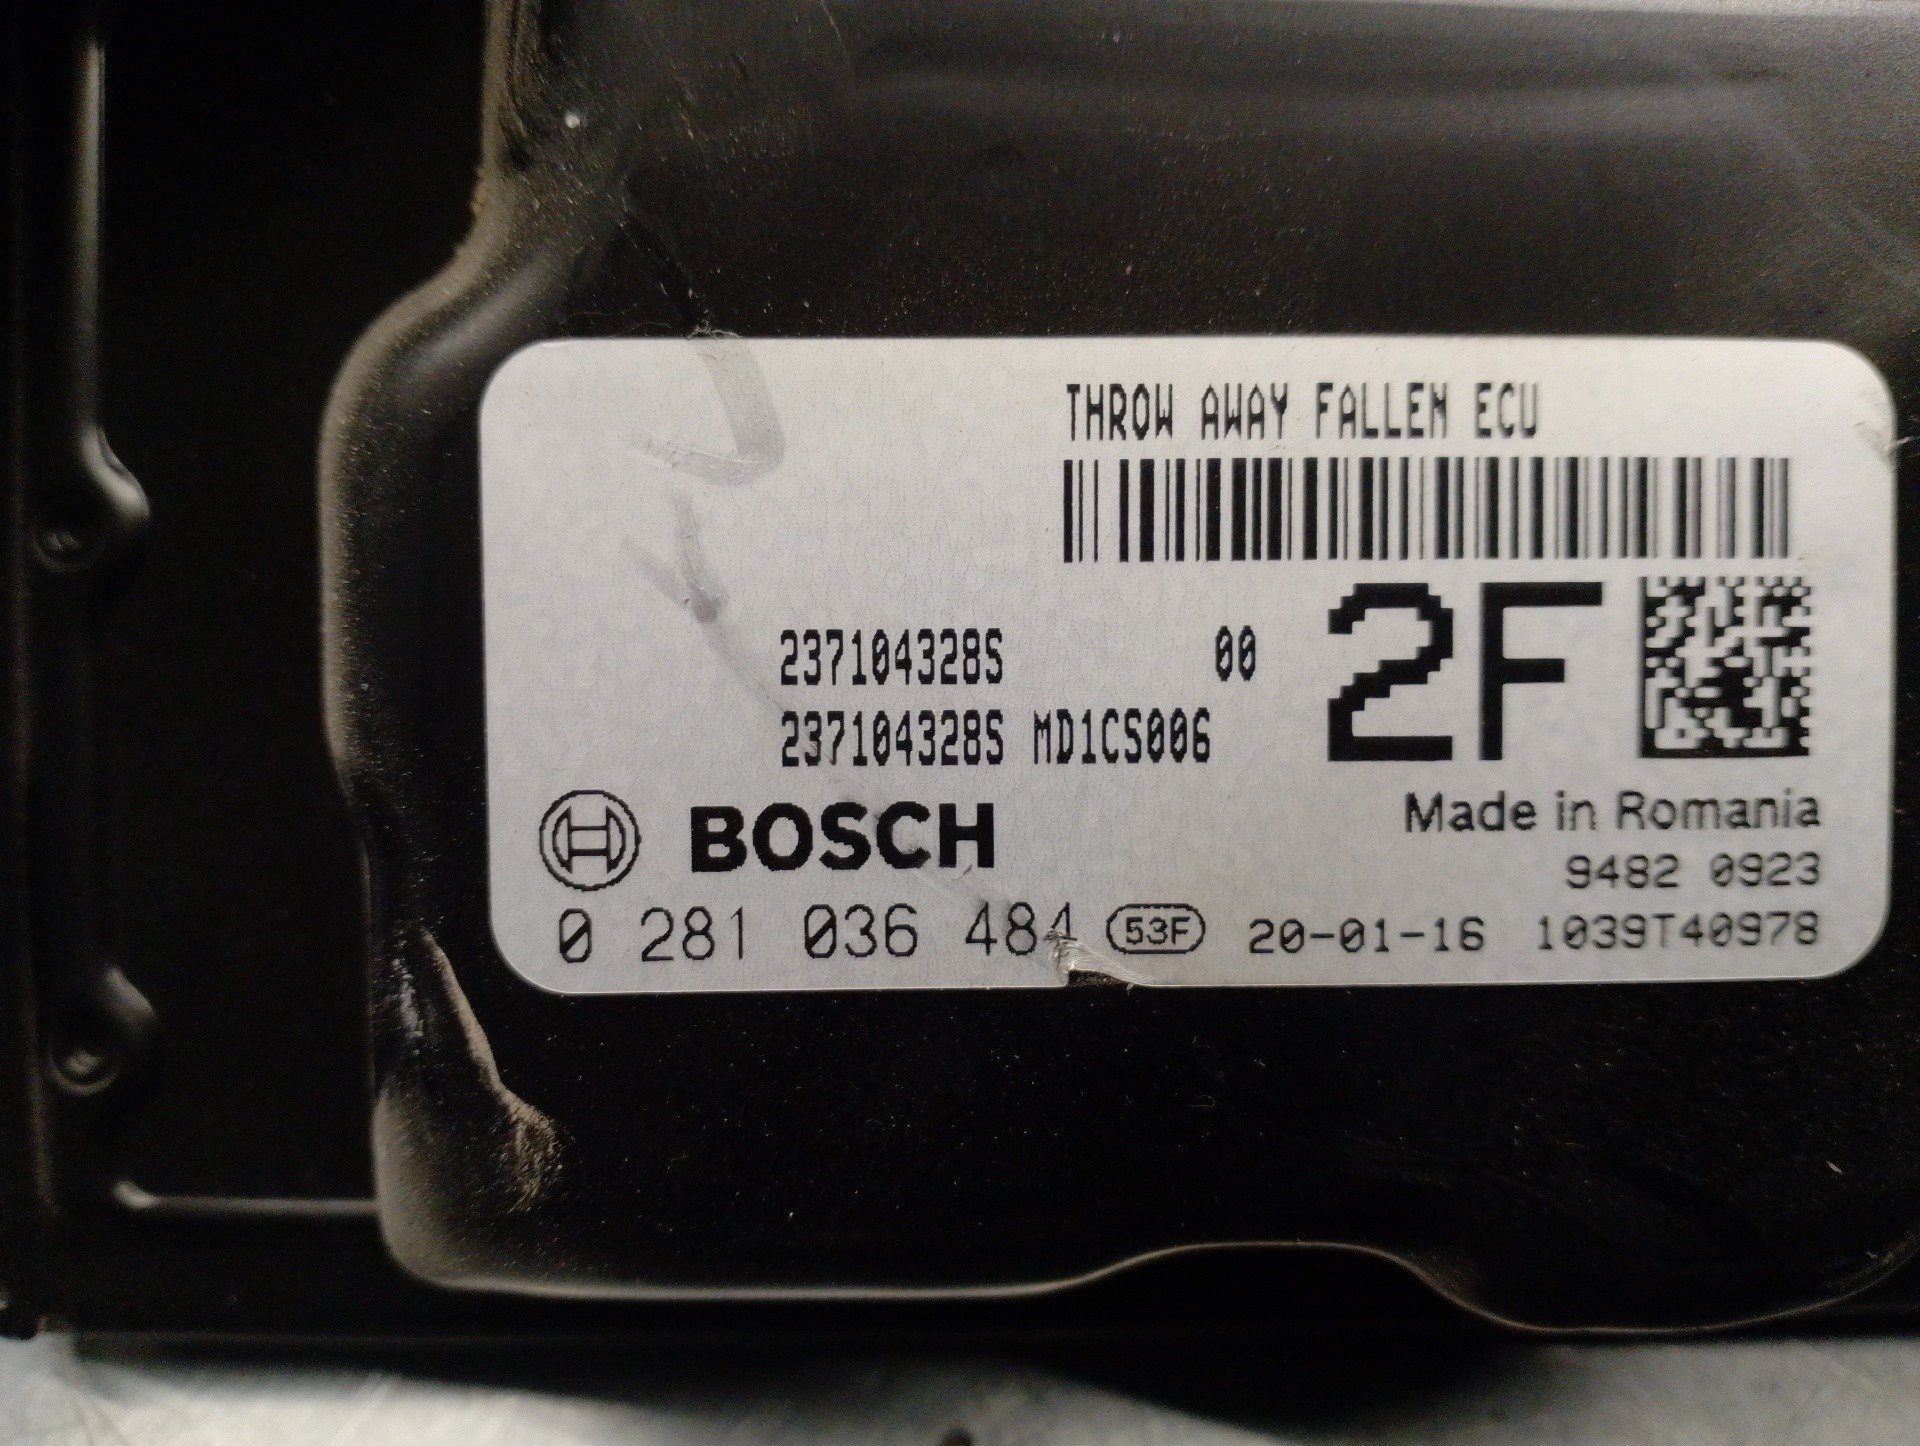 THROW AWAY FALLEN ECU
237104328S 00
237104328S MD1CS006
2F
BOSCH
Made in Romania
9482 0923
0 281 036 484 53F 20-01-16 1039T40978